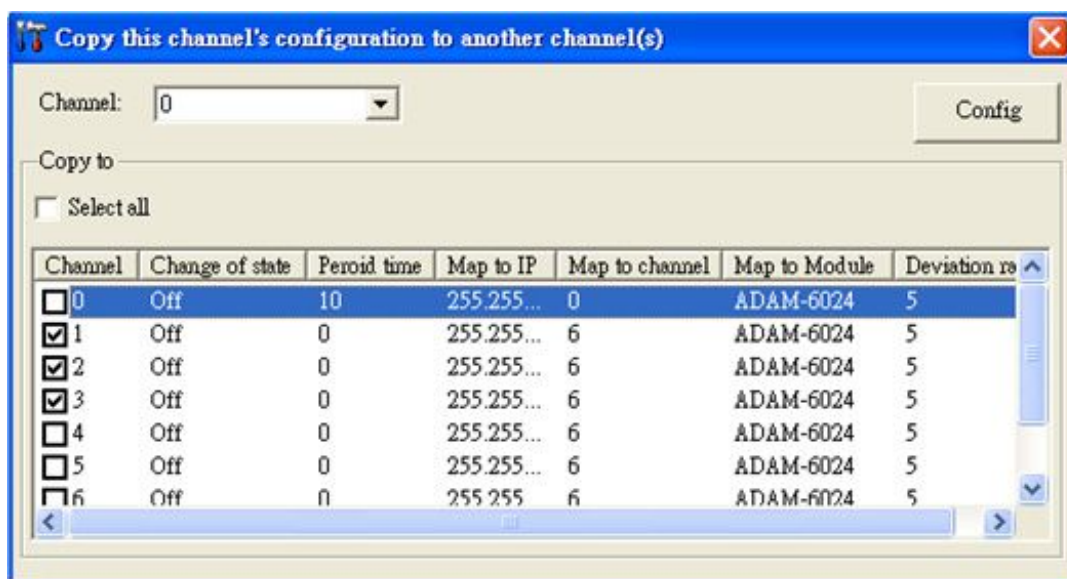 Copy this channel's configuration to another channel(s)
Channel: 0 Config
Copy to
Select all
Channel Change of state Peroid time Map to IP Map to channel Map to Module Deviation ra
0 Off 10 255.255... 0 ADAM-6024 5
1 Off 0 255.255... 6 ADAM-6024 5
2 Off 0 255.255... 6 ADAM-6024 5
3 Off 0 255.255... 6 ADAM-6024 5
4 Off 0 255.255... 6 ADAM-6024 5
5 Off 0 255.255... 6 ADAM-6024 5
6 Off 0 255.255 6 ADAM-6024 5